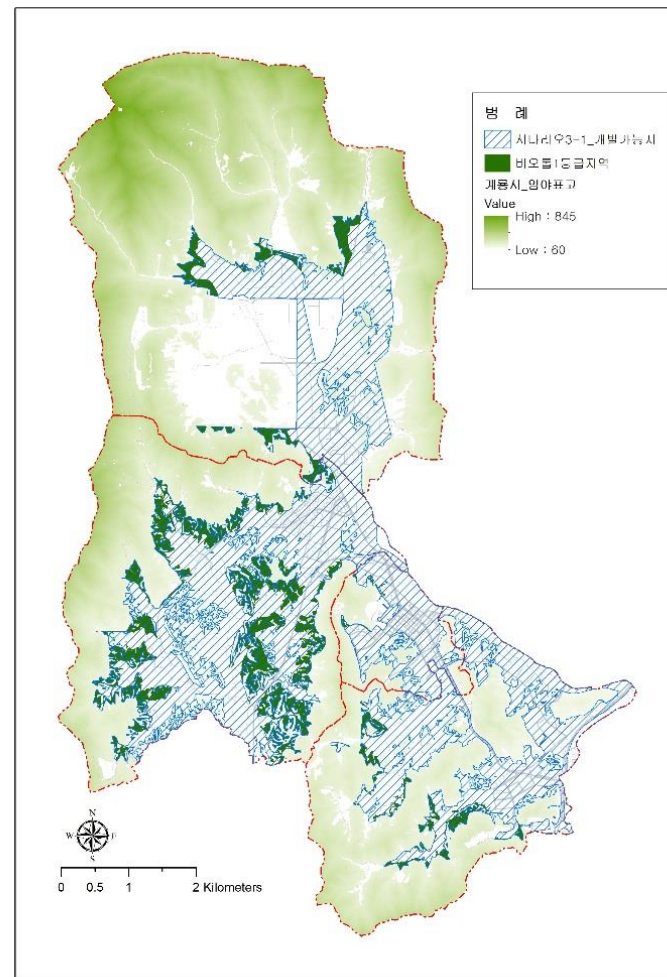 범 례
시나리오3-1_개발가능지
비오톱1등급지역
계룡시_임야표고
Value
High : 845
Low : 60
N
W E
S
0 0.5 1 2 Kilometers